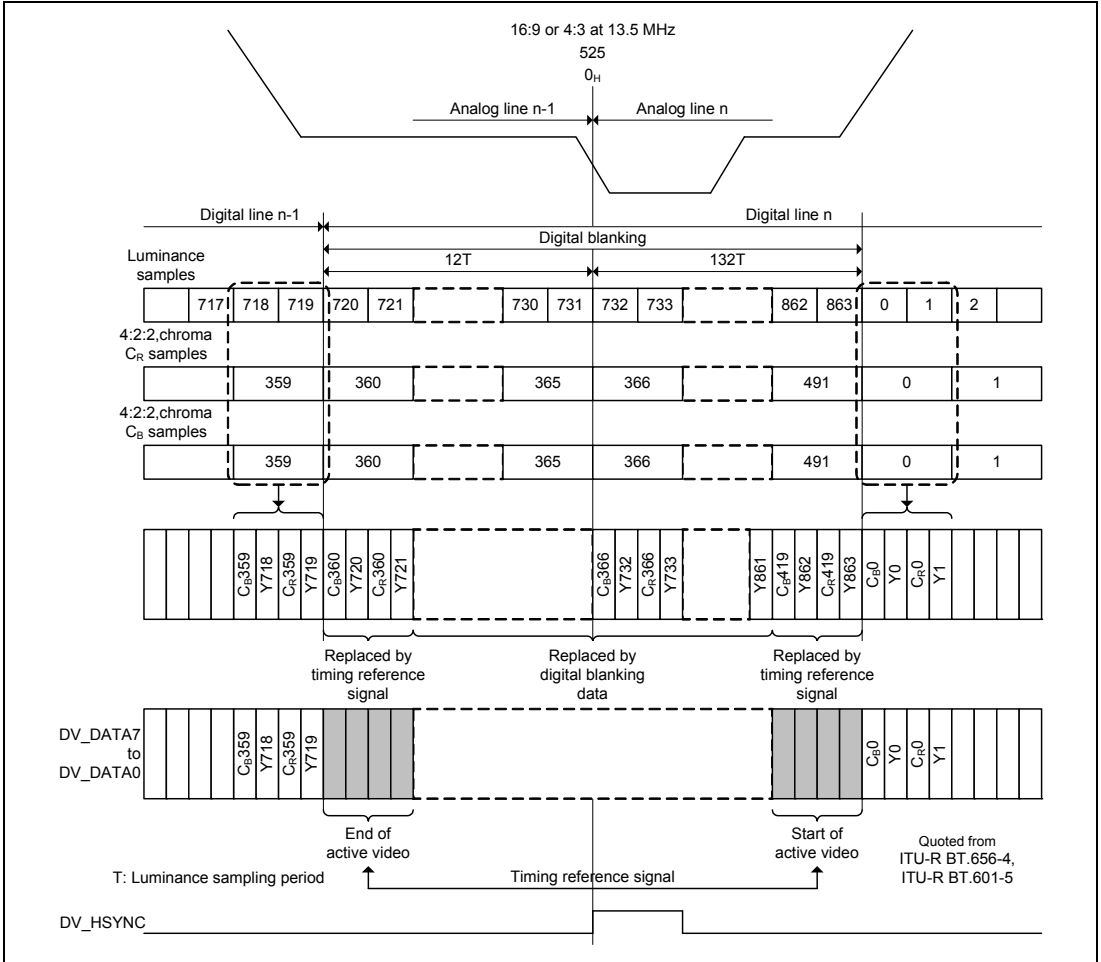 16:9 or 4:3 at 13.5 MHz
525
0H
Analog line n-1 Analog line n
Digital line n-1 Digital line n
Digital blanking
Luminance
samples
12T 132T
717 718 719 720 721 730 731 732 733 862 863 0 1 2
4:2:2,chroma
CR samples
359 360 365 366 491 0 1
4:2:2,chroma
CB samples
359 360 365 366 491 0 1
CB359 Y718 CR359 Y719 CB360 Y720 CR360 Y721 CB366 Y732 CR366 Y733 Y861 CB419 Y862 CR419 Y863 CB0 Y0 CR0 Y1
Replaced by
timing reference
signal
Replaced by
digital blanking
data
Replaced by
timing reference
signal
DV_DATA7
to
DV_DATA0
CB359 Y718 CR359 Y719 CB0 Y0 CR0 Y1
End of
active video
Start of
active video
Quoted from
ITU-R BT.656-4,
ITU-R BT.601-5
T: Luminance sampling period Timing reference signal
DV_HSYNC